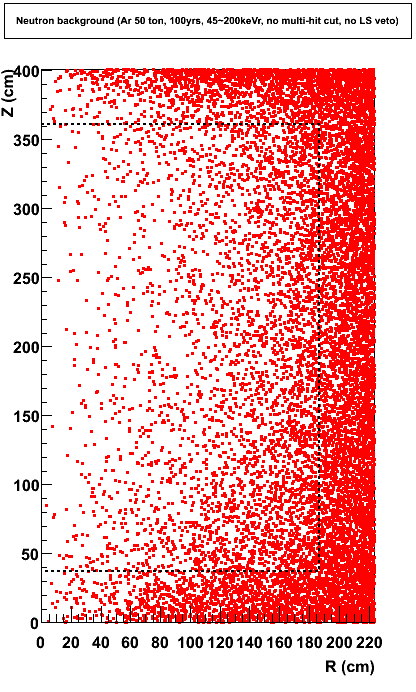 Neutron background (Ar 50 ton, 100yrs, 45~200keVr, no multi-hit cut, no LS veto)
Z (cm)
400
350
300
250
200
150
100
50
0
0 20 40 60 80 100 120 140 160 180 200 220
R (cm)